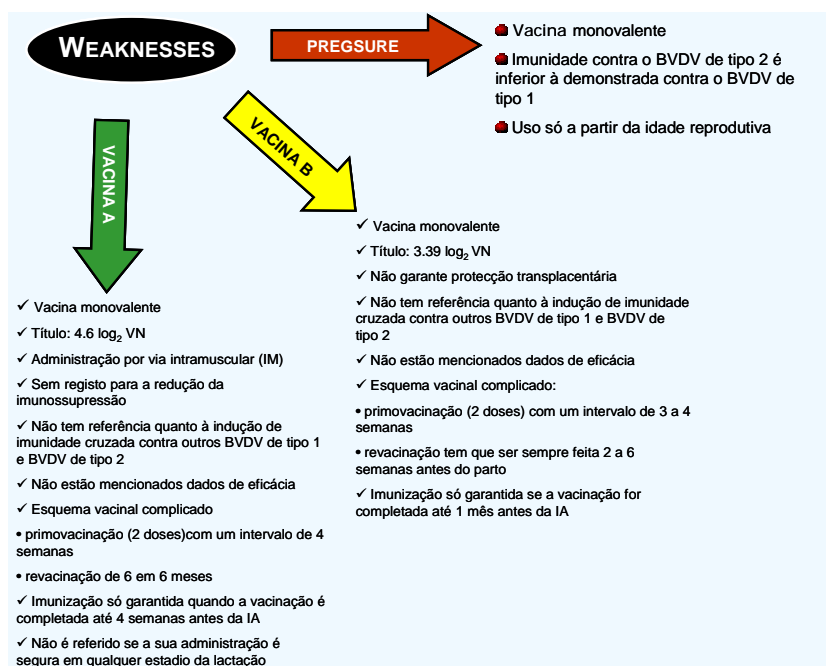 WEAKNESSES
PREGSURE
Vacina monovalente
Imunidade contra o BVDV de tipo 2 é
inferior à demonstrada contra o BVDV de
tipo 1
Uso só a partir da idade reprodutiva
VACINA A
VACINA B
✓ Vacina monovalente
✓ Título: 3.39 log₂ VN
✓ Não garante protecção transplacentária
✓ Não tem referência quanto à indução de imunidade
cruzada contra outros BVDV de tipo 1 e BVDV de
tipo 2
✓ Não estão mencionados dados de eficácia
✓ Esquema vacinal complicado:
• primovacinação (2 doses) com um intervalo de 3 a 4
semanas
• revacinação tem que ser sempre feita 2 a 6
semanas antes do parto
✓ Imunização só garantida se a vacinação for
completada até 1 mês antes da IA
✓ Vacina monovalente
✓ Título: 4.6 log₂ VN
✓ Administração por via intramuscular (IM)
✓ Sem registo para a redução da
imunossupressão
✓ Não tem referência quanto à indução de
imunidade cruzada contra outros BVDV de tipo 1
e BVDV de tipo 2
✓ Não estão mencionados dados de eficácia
✓ Esquema vacinal complicado
• primovacinação (2 doses)com um intervalo de 4
semanas
• revacinação de 6 em 6 meses
✓ Imunização só garantida quando a vacinação é
completada até 4 semanas antes da IA
✓ Não é referido se a sua administração é
segura em qualquer estadio da lactação